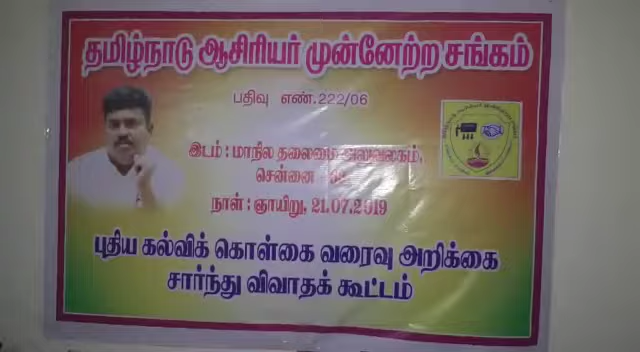 தமிழ்நாடு ஆசிரியர் முன்னேற்ற சங்கம்
பதிவு எண்.222/06
இடம் : மாநில தலைமை அலுவலகம்,
சென்னை
நாள் : ஞாயிறு, 21.07.2019
புதிய கல்விக் கொள்கை வரைவு அறிக்கை
சார்ந்து விவாதக் கூட்டம்